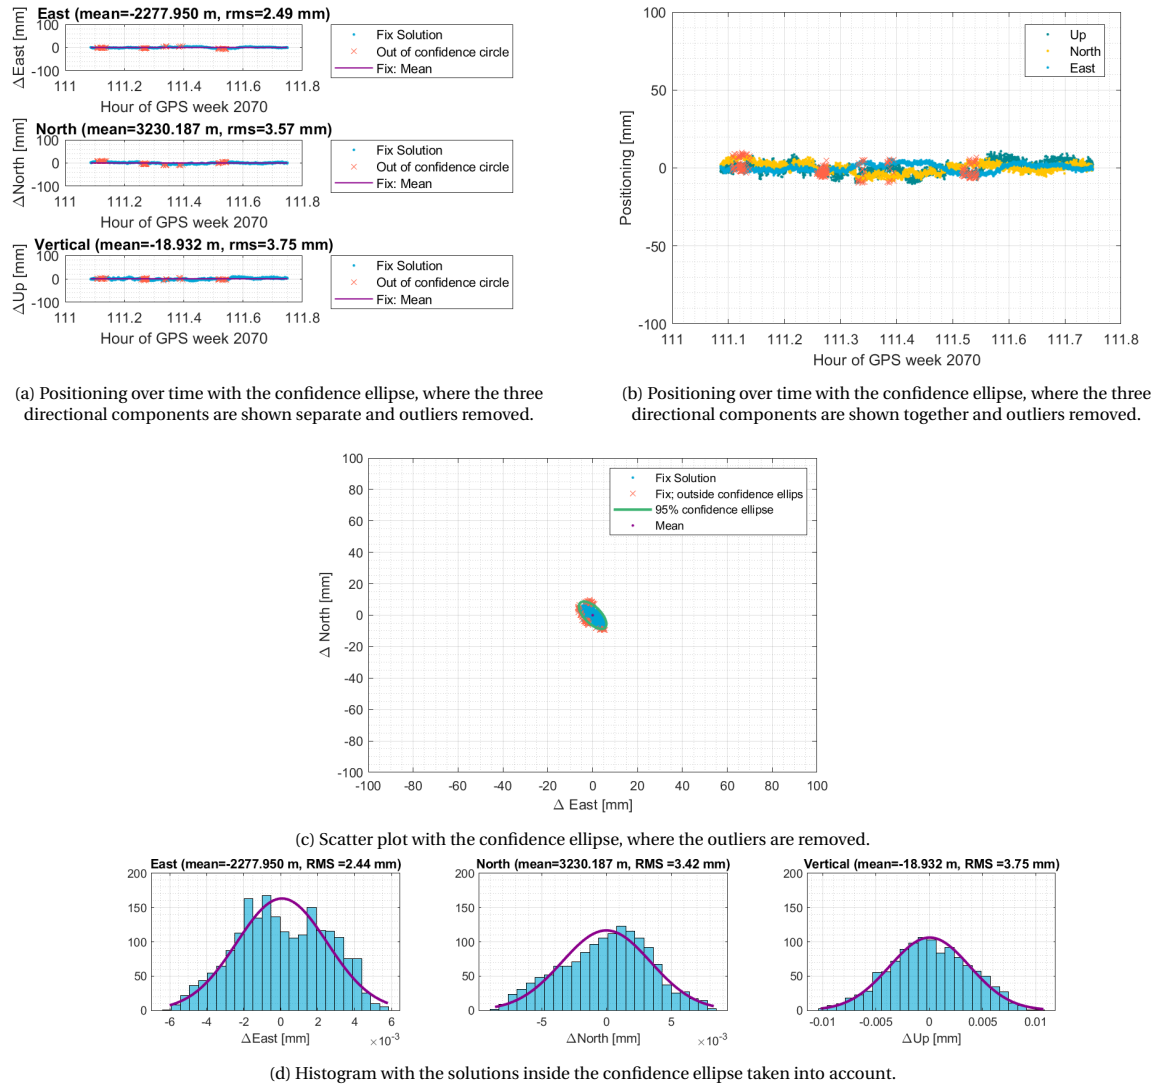 East (mean=-2277.950 m, rms=2.49 mm)
100
0
-100
ΔEast [mm]
111 111.2 111.4 111.6 111.8
Hour of GPS week 2070
Fix Solution
Out of confidence circle
Fix: Mean
North (mean=3230.187 m, rms=3.57 mm)
100
0
-100
ΔNorth [mm]
111 111.2 111.4 111.6 111.8
Hour of GPS week 2070
Fix Solution
Out of confidence circle
Fix: Mean
Vertical (mean=-18.932 m, rms=3.75 mm)
100
0
-100
ΔUp [mm]
111 111.2 111.4 111.6 111.8
Hour of GPS week 2070
Fix Solution
Out of confidence circle
Fix: Mean
(a) Positioning over time with the confidence ellipse, where the three
directional components are shown separate and outliers removed.
100
50
0
-50
-100
Positioning [mm]
Up
North
East
111 111.1 111.2 111.3 111.4 111.5 111.6 111.7 111.8
Hour of GPS week 2070
(b) Positioning over time with the confidence ellipse, where the three
directional components are shown together and outliers removed.
100
80
60
40
20
0
-20
-40
-60
-80
-100
Δ North [mm]
Fix Solution
Fix; outside confidence ellips
95% confidence ellipse
Mean
-100 -80 -60 -40 -20 0 20 40 60 80 100
Δ East [mm]
(c) Scatter plot with the confidence ellipse, where the outliers are removed.
East (mean=-2277.950 m, RMS =2.44 mm)
200
150
100
50
0
-6 -4 -2 0 2 4 6
ΔEast [mm]
×10-3
North (mean=3230.187 m, RMS =3.42 mm)
200
150
100
50
0
-5 0 5
ΔNorth [mm]
×10-3
Vertical (mean=-18.932 m, RMS =3.75 mm)
200
150
100
50
0
-0.01 -0.005 0 0.005 0.01
ΔUp [mm]
(d) Histogram with the solutions inside the confidence ellipse taken into account.